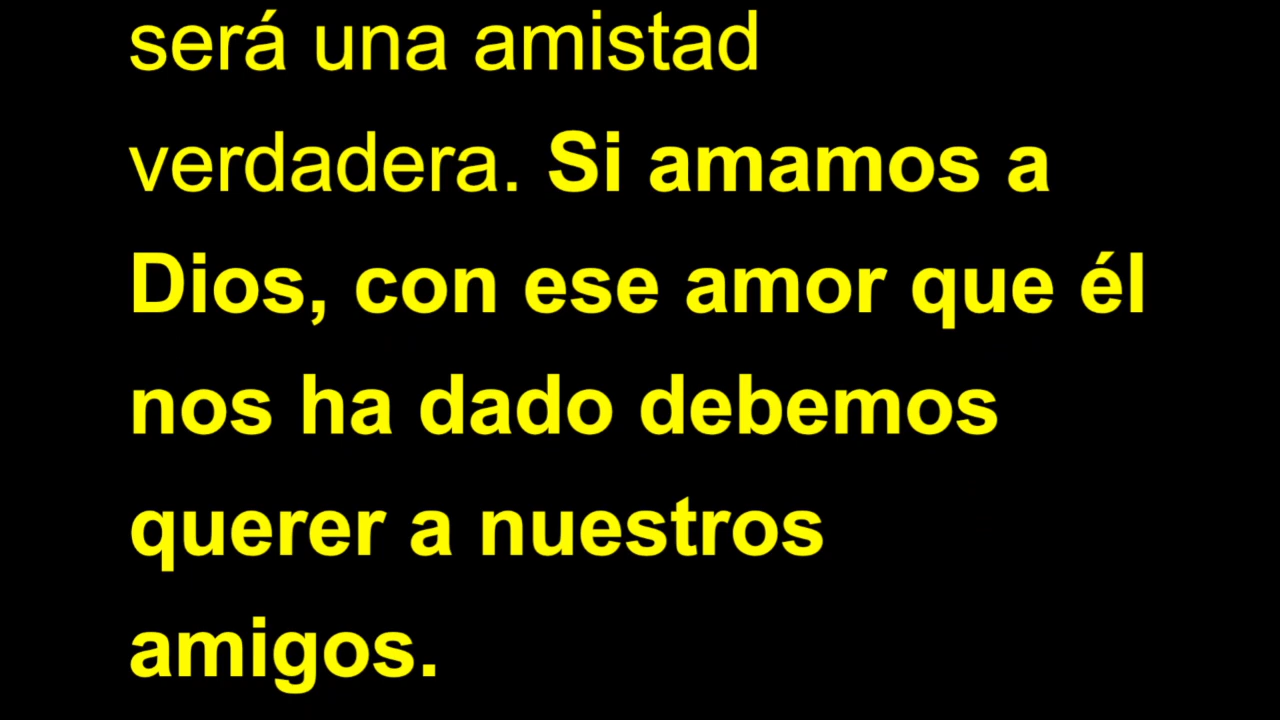 será una amistad
verdadera. Si amamos a
Dios, con ese amor que él
nos ha dado debemos
querer a nuestros
amigos.